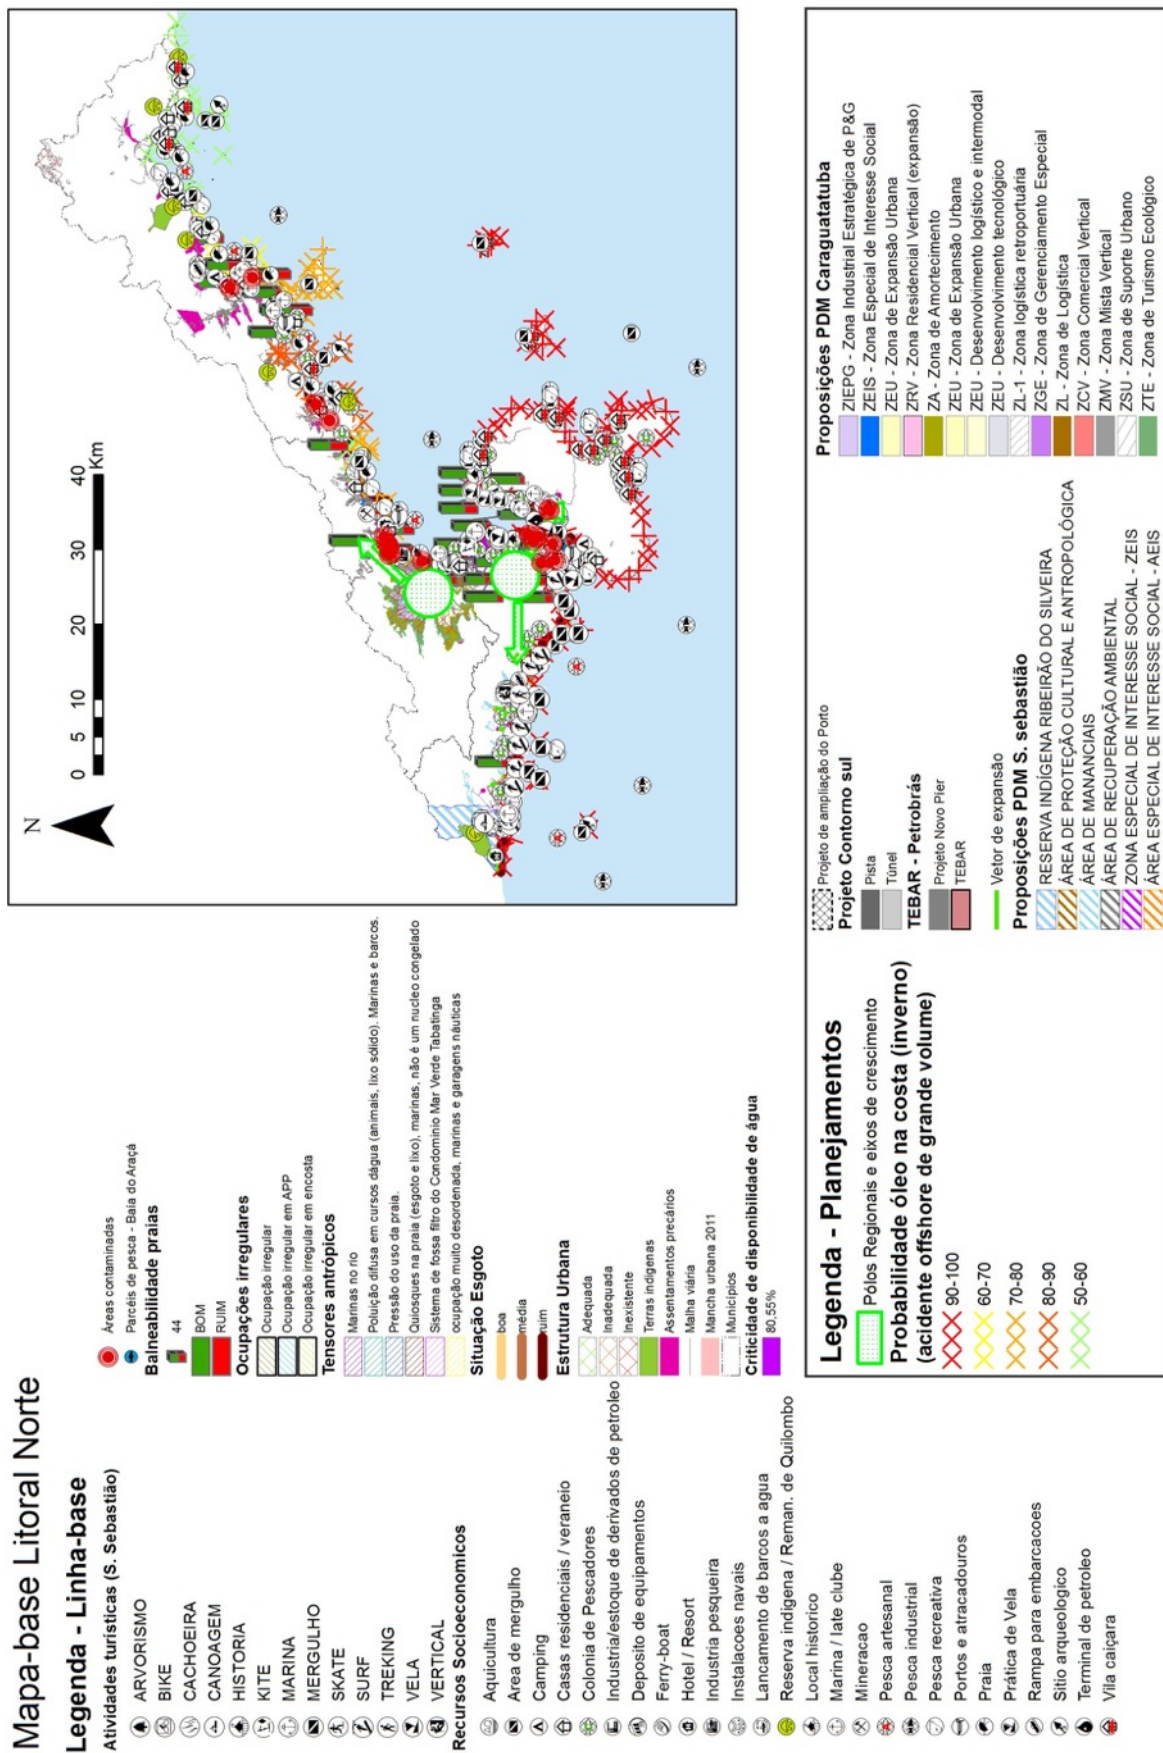 Mapa-base Litoral Norte
Legenda - Linha-base
Atividades turísticas (S. Sebastião)
ARVORISMO
BIKE
CACHOEIRA
CANOAGEM
HISTORIA
KITE
MARINA
MERGULHO
SKATE
SURF
TREKING
VELA
VERTICAL
Recursos Socioeconomicos
Aquicultura
Area de mergulho
Camping
Casas residenciais / veraneio
Colonia de Pescadores
Industria/estoque de derivados de petroleo
Deposito de equipamentos
Ferry-boat
Hotel / Resort
Industria pesqueira
Instalacoes navais
Lancamento de barcos a agua
Reserva indigena / Reman. de Quilombo
Local historico
Marina / Iate clube
Mineracao
Pesca artesanal
Pesca industrial
Pesca recreativa
Portos e atracadouros
Praia
Prática de Vela
Rampa para embarcacoes
Sitio arqueologico
Terminal de petroleo
Vila caiçara
Áreas contaminadas
Parcéis de pesca - Baia do Araçá
Balneabilidade praias
44
BOM
RUIM
Ocupações irregulares
Ocupação irregular
Ocupação irregular em APP
Ocupação irregular em encosta
Tensores antrópicos
Marinas no rio
Poluição difusa em cursos dágua (animais, lixo sólido). Marinas e barcos.
Pressão do uso da praia.
Quiosques na praia (esgoto e lixo), marinas, não é um nucleo congelado
Sistema de fossa filtro do Condominio Mar Verde Tabatinga
ocupação muito desordenada, marinas e garagens náuticas
Situação Esgoto
boa
média
ruim
Estrutura Urbana
Adequada
Inadequada
Inexistente
Terras indígenas
Assentamentos precários
Malha viária
Mancha urbana 2011
Municípios
Criticidade de disponibilidade de água
80,55%
N
0 5 10 20 30 40 Km
Legenda - Planejamentos
Pólos Regionais e eixos de crescimento
Probabilidade óleo na costa (inverno)
(acidente offshore de grande volume)
90-100
60-70
70-80
80-90
50-60
Projeto de ampliação do Porto
Projeto Contorno sul
Pista
Túnel
TEBAR - Petrobrás
Projeto Novo Pier
TEBAR
Vetor de expansão
Proposições PDM S. sebastião
RESERVA INDÍGENA RIBEIRÃO DO SILVEIRA
ÁREA DE PROTEÇÃO CULTURAL E ANTROPOLÓGICA
ÁREA DE MANANCIAIS
ÁREA DE RECUPERAÇÃO AMBIENTAL
ZONA ESPECIAL DE INTERESSE SOCIAL - ZEIS
ÁREA ESPECIAL DE INTERESSE SOCIAL - AEIS
Proposições PDM Caraguatatuba
ZIEPG - Zona Industrial Estratégica de P&G
ZEIS - Zona Especial de Interesse Social
ZEU - Zona de Expansão Urbana
ZRV - Zona Residencial Vertical (expansão)
ZA - Zona de Amortecimento
ZEU - Zona de Expansão Urbana
ZEU - Desenvolvimento logístico e intermodal
ZEU - Desenvolvimento tecnológico
ZL-1 - Zona logística retroportuária
ZGE - Zona de Gerenciamento Especial
ZL - Zona de Logística
ZCV - Zona Comercial Vertical
ZMV - Zona Mista Vertical
ZSU - Zona de Suporte Urbano
ZTE - Zona de Turismo Ecológico